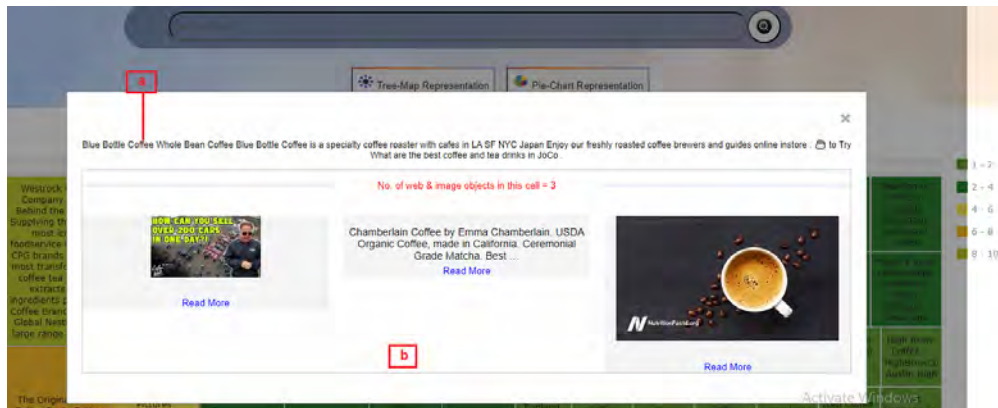 a
Tree-Map Representation
Pie-Chart Representation
×
Blue Bottle Coffee Whole Bean Coffee Blue Bottle Coffee is a specialty coffee roaster with cafes in LA SF NYC Japan Enjoy our freshly roasted coffee brewers and guides online instore . to Try
What are the best coffee and tea drinks in JoCo .
No. of web & image objects in this cell = 3
HOW CAN YOU SELL
OVER 200 CARS
IN ONE DAY?!
Read More
Chamberlain Coffee by Emma Chamberlain. USDA
Organic Coffee, made in California. Ceremonial
Grade Matcha. Best ...
Read More
NutritionFacts.org
Read More
b
Westrock
Company
Behind the
Supplying th
most ic
foodservice
CPG brands
most transf
coffee tea
extracts
ingredients
Coffee Brand
Global Nest
large range
The Origin
Pictures
1 - 2
2 - 4
4 - 6
6 - 8
8 - 10
High Brew
Coffee
Austin High
Activate Windows